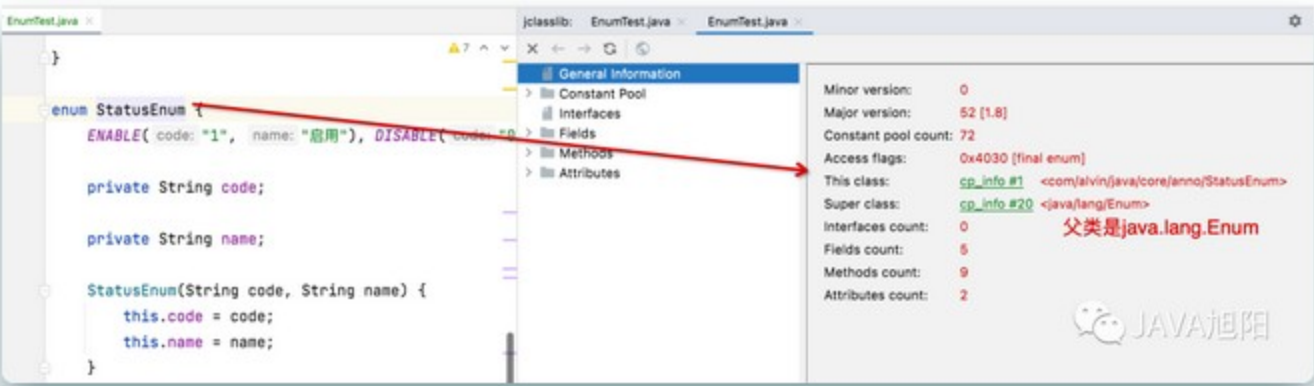 EnumTest.java
7
}
enum StatusEnum {
ENABLE( code: "1", name: "启用"), DISABLE( code: "0
private String code;
private String name;
StatusEnum(String code, String name) {
this.code = code;
this.name = name;
}
jclasslib: EnumTest.java EnumTest.java
General Information
Constant Pool
Interfaces
Fields
Methods
Attributes
Minor version: 0
Major version: 52 [1.8]
Constant pool count: 72
Access flags: 0x4030 [final enum]
This class: cp_info #1 <com/alvin/java/core/anno/StatusEnum>
Super class: cp_info #20 <java/lang/Enum>
Interfaces count: 0
父类是java.lang.Enum
Fields count: 5
Methods count: 9
Attributes count: 2
JAVA旭阳